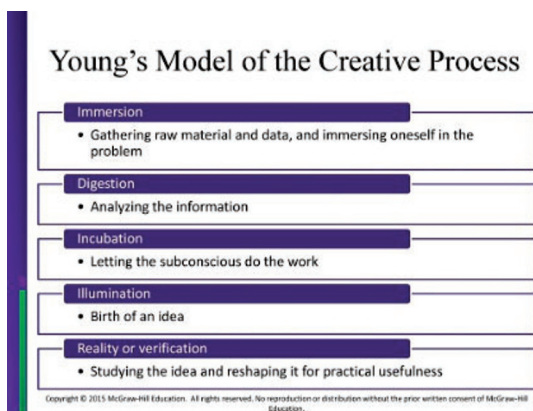 Young's Model of the Creative Process
Immersion
• Gathering raw material and data, and immersing oneself in the
problem
Digestion
• Analyzing the information
Incubation
• Letting the subconscious do the work
Illumination
• Birth of an idea
Reality or verification
• Studying the idea and reshaping it for practical usefulness
Copyright © 2015 McGraw-Hill Education. All rights reserved. No reproduction or distribution without the prior written consent of McGraw-Hill
Education.